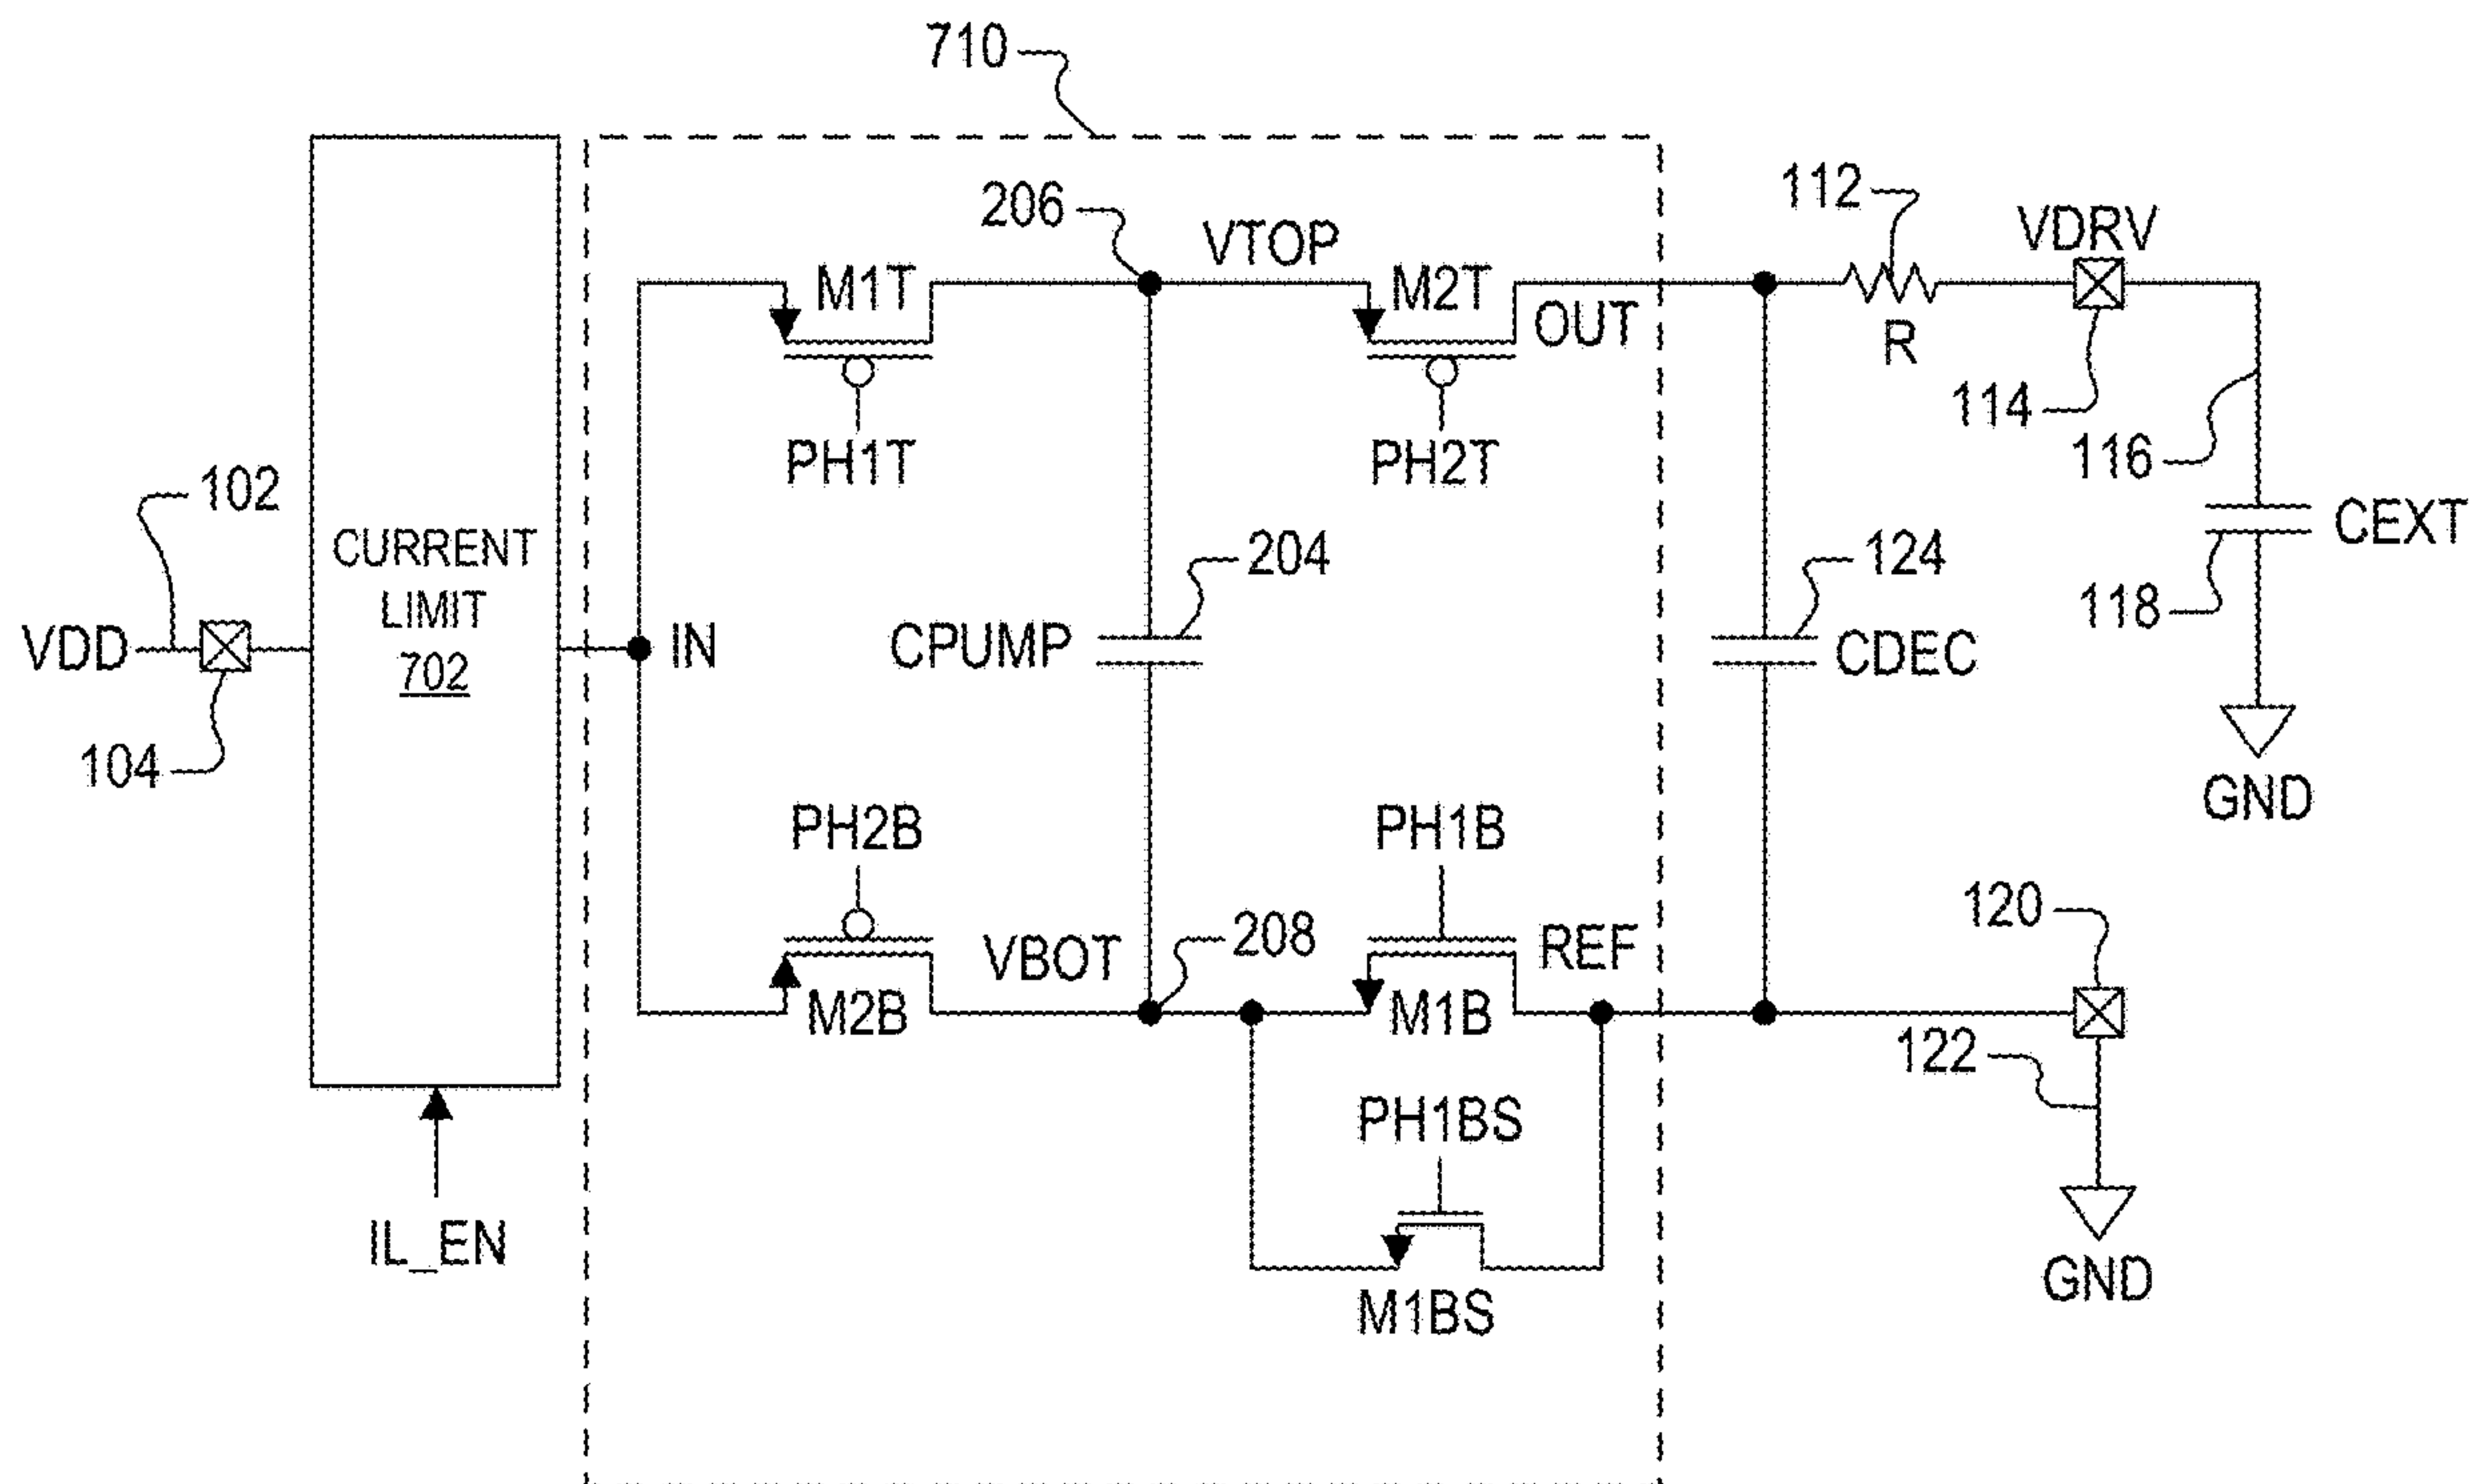 710
206
VTOP
112
VDRV
M1T
M2T
OUT
R
114
PH1T
PH2T
116
102
CURRENT
LIMIT
702
204
124
CEXT
118
VDD
IN
CPUMP
CDEC
104
GND
PH2B
PH1B
120
VBOT
208
REF
M2B
M1B
122
PH1BS
IL_EN
GND
M1BS